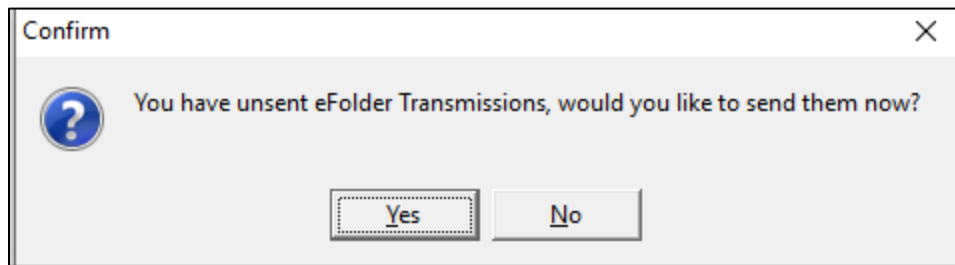 Confirm
You have unsent eFolder Transmissions, would you like to send them now?
Yes No